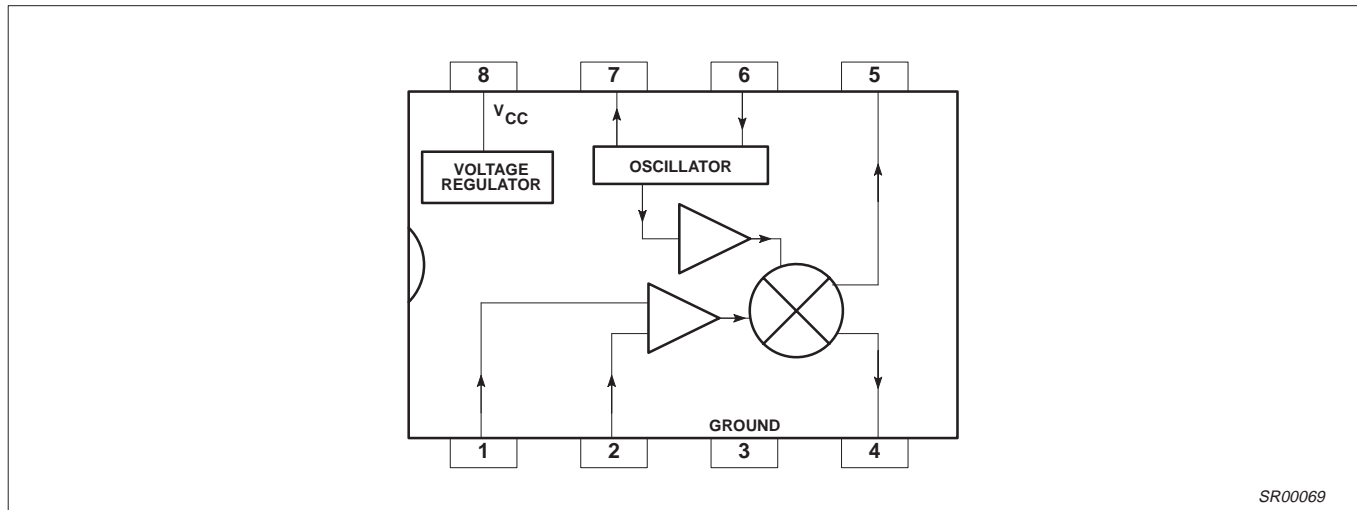 8 7 6 5
VCC
VOLTAGE
REGULATOR
OSCILLATOR
GROUND
1 2 3 4
SR00069